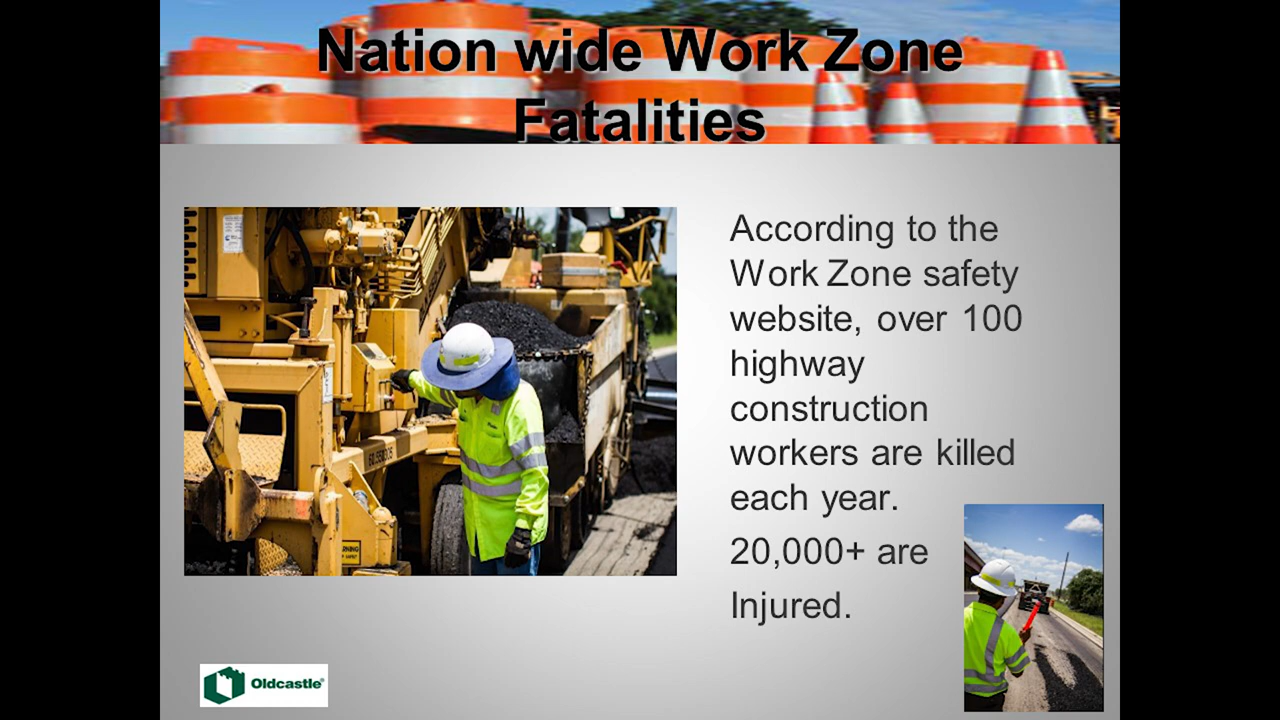 Nation wide Work Zone
Fatalities
According to the
Work Zone safety
website, over 100
highway
construction
workers are killed
each year.
20,000+ are
Injured.
WARNING
Oldcastle®